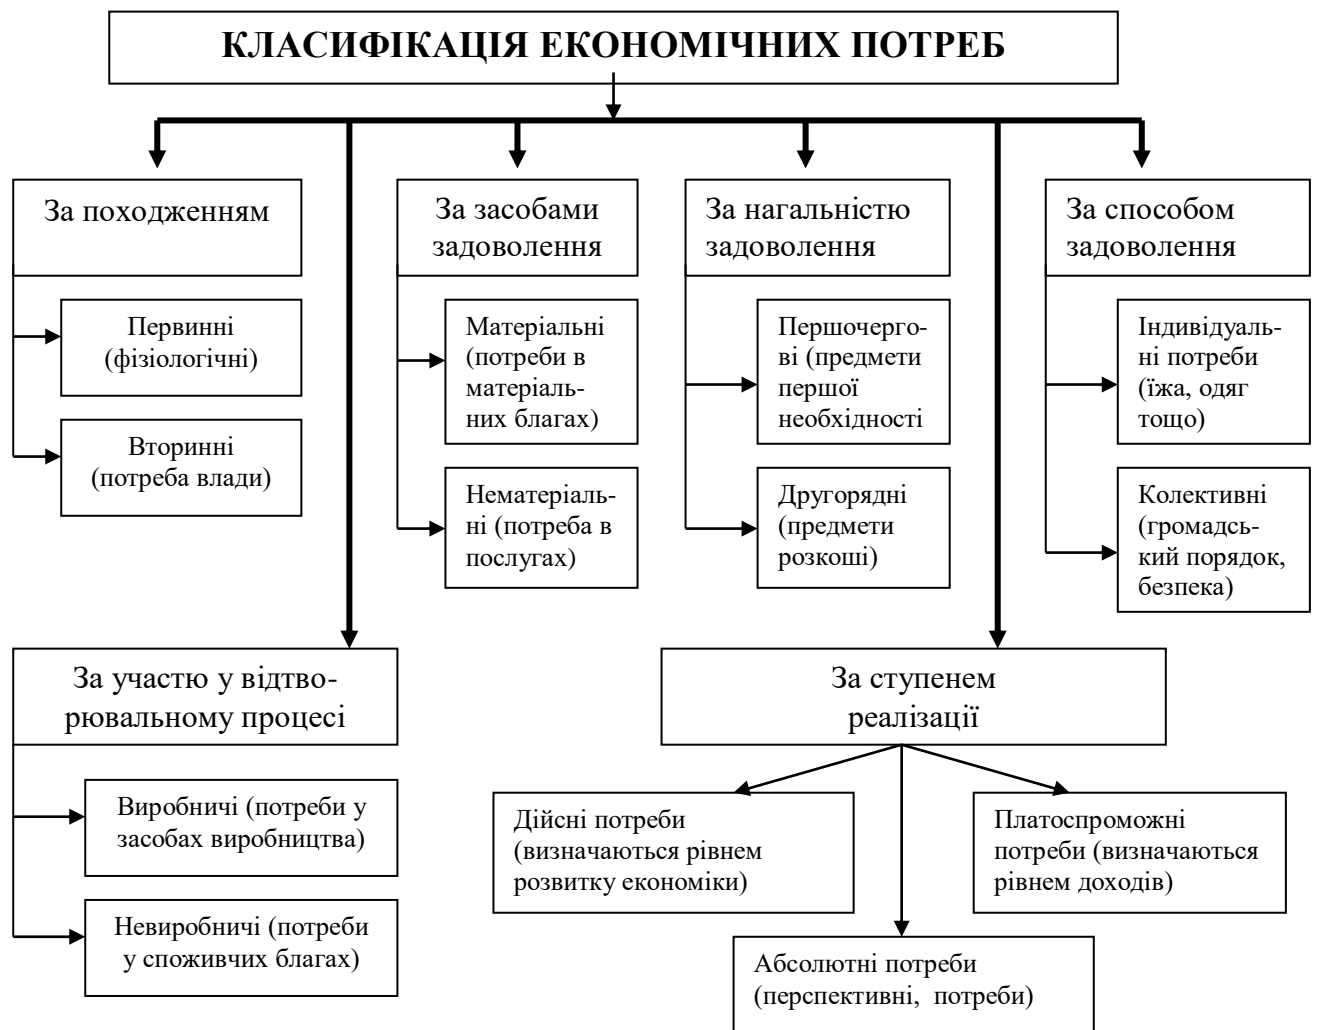 КЛАСИФІКАЦІЯ ЕКОНОМІЧНИХ ПОТРЕБ
За походженням
Первинні
(фізіологічні)
Вторинні
(потреба влади)
За засобами
задоволення
Матеріальні
(потреби в
матеріаль-
них благах)
Нематеріаль-
ні (потреба в
послугах)
За нагальністю
задоволення
Першочерго-
ві (предмети
першої
необхідності
Другорядні
(предмети
розкоші)
За способом
задоволення
Індивідуаль-
ні потреби
(їжа, одяг
тощо)
Колективні
(громадсь-
кий порядок,
безпека)
За участю у відтво-
рювальному процесі
Виробничі (потреби у
засобах виробництва)
Невиробничі (потреби
у споживчих благах)
За ступенем
реалізації
Дійсні потреби
(визначаються рівнем
розвитку економіки)
Абсолютні потреби
(перспективні, потреби)
Платоспроможні
потреби (визначаються
рівнем доходів)